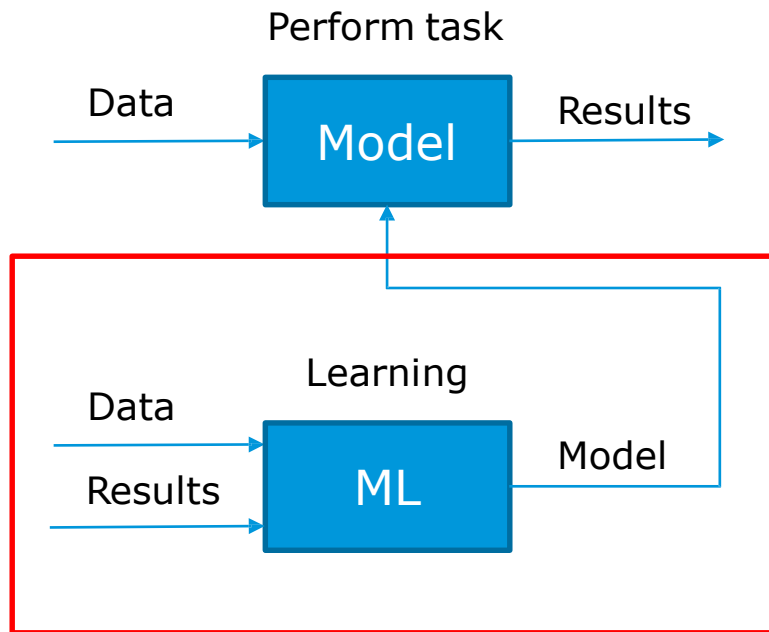 Perform task
Data
Model
Results
Learning
Data
Results
ML
Model